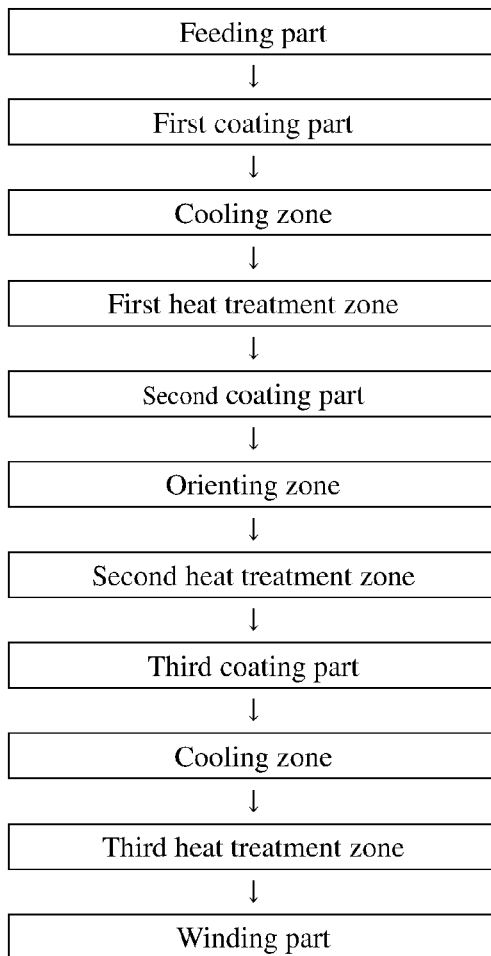 Feeding part
↓
First coating part
↓
Cooling zone
↓
First heat treatment zone
↓
Second coating part
↓
Orienting zone
↓
Second heat treatment zone
↓
Third coating part
↓
Cooling zone
↓
Third heat treatment zone
↓
Winding part